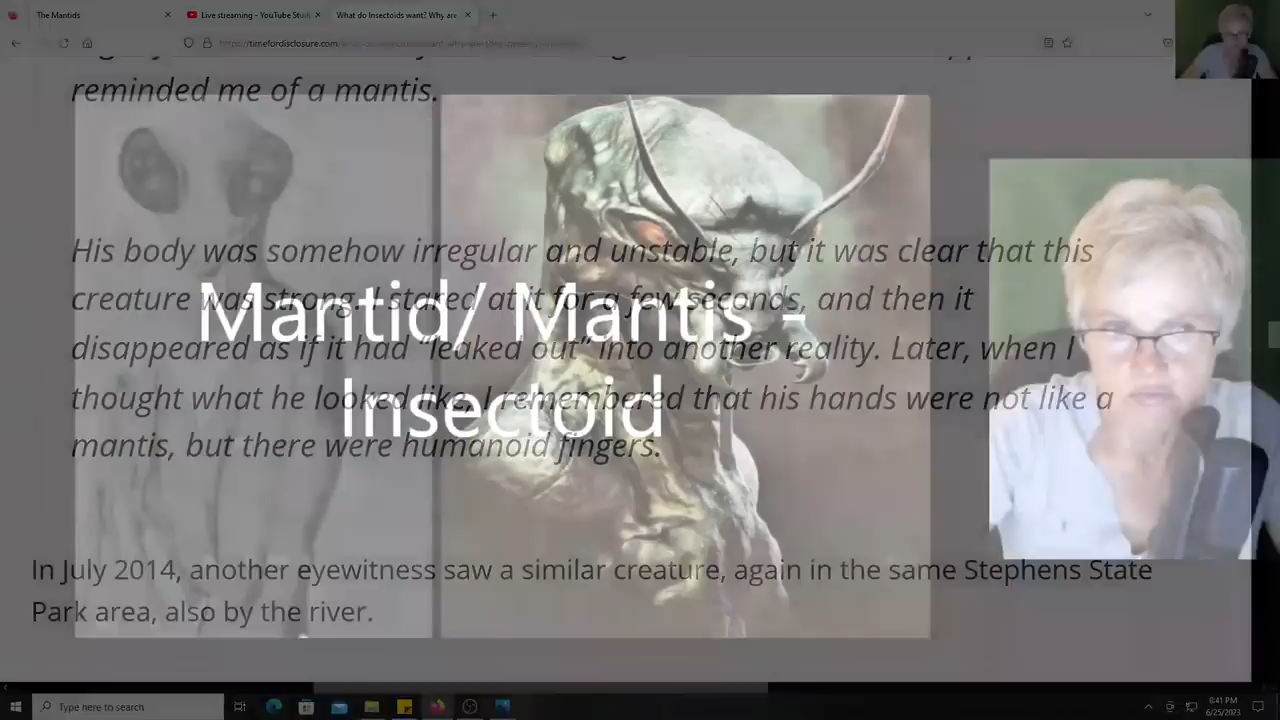 The Mantids
Live streaming - YouTube Studi
What do Insectoids want? Why are
https://timefordisclosure.com
reminded me of a mantis.
His body was somehow irregular and unstable, but it was clear that this
creature was strong. I stared at it for a few seconds, and then it
disappeared as if it had “leaked out” into another reality. Later, when I
thought what he looked like, I remembered that his hands were not like a
mantis, but there were humanoid fingers.
Mantid/ Mantis -
Insectoid
In July 2014, another eyewitness saw a similar creature, again in the same Stephens State
Park area, also by the river.
Type here to search
8:41 PM
6/25/2023